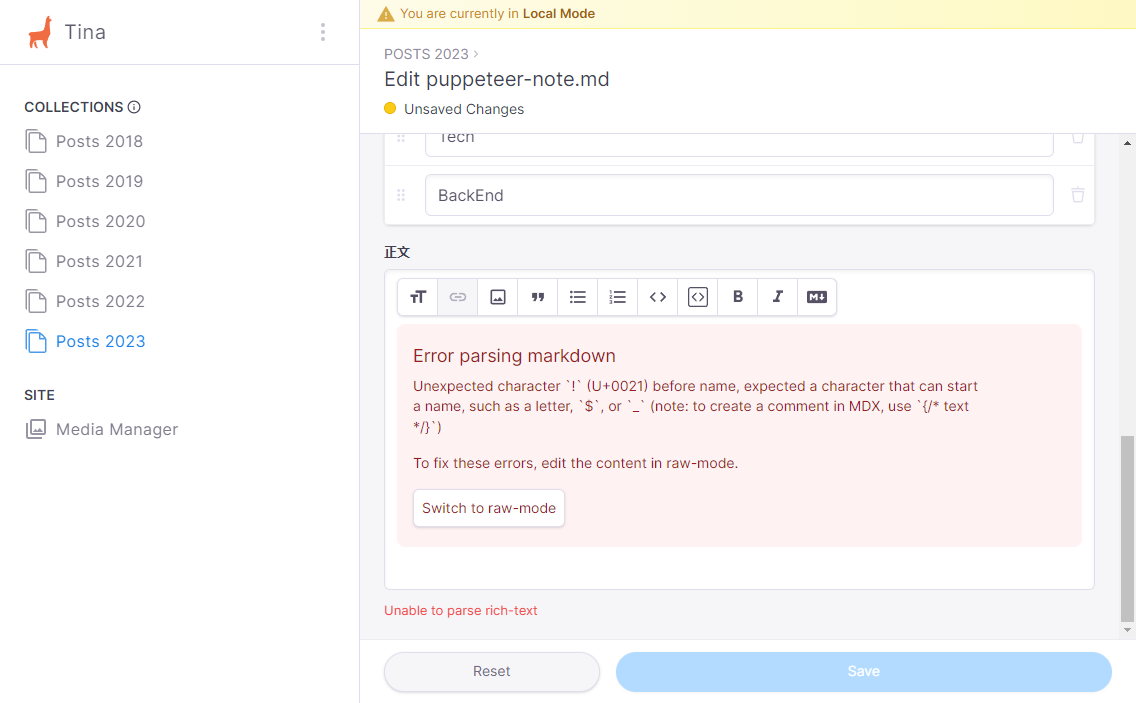 Tina
COLLECTIONS
Posts 2018
Posts 2019
Posts 2020
Posts 2021
Posts 2022
Posts 2023
SITE
Media Manager
You are currently in Local Mode
POSTS 2023 ›
Edit puppeteer-note.md
Unsaved Changes
Tech
BackEnd
正文
Error parsing markdown
Unexpected character `!` (U+0021) before name, expected a character that can start
a name, such as a letter, `$`, or `_` (note: to create a comment in MDX, use `{/* text
*/}`)
To fix these errors, edit the content in raw-mode.
Switch to raw-mode
Unable to parse rich-text
Reset
Save